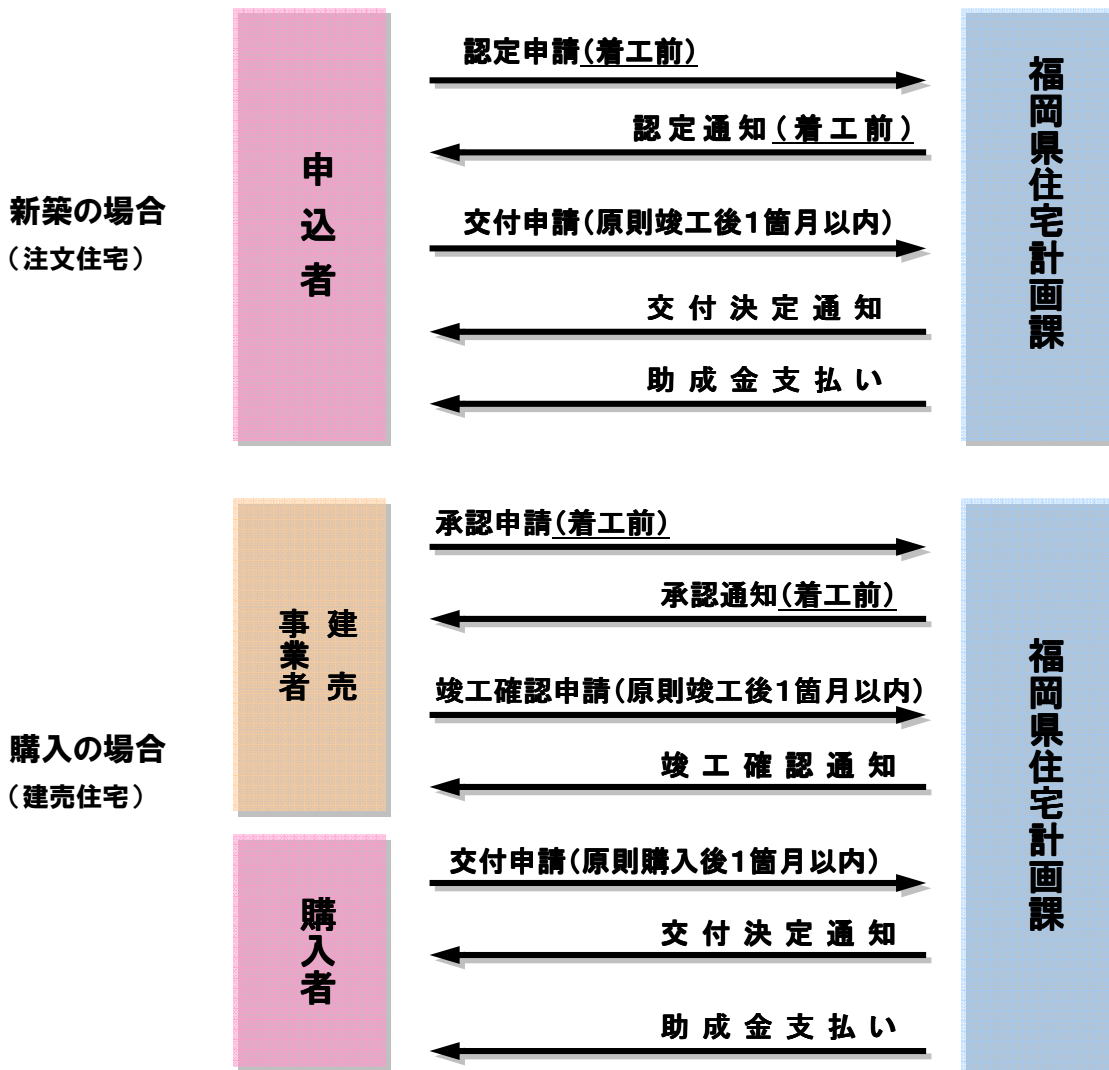 新築の場合
（注文住宅）
申込者
認定申請(着工前)
認定通知(着工前)
交付申請(原則竣工後1箇月以内)
交付決定通知
助成金支払い
福岡県住宅計画課
購入の場合
（建売住宅）
建売
事業者
承認申請(着工前)
承認通知(着工前)
竣工確認申請(原則竣工後1箇月以内)
竣工確認通知
購入者
交付申請(原則購入後1箇月以内)
交付決定通知
助成金支払い
福岡県住宅計画課